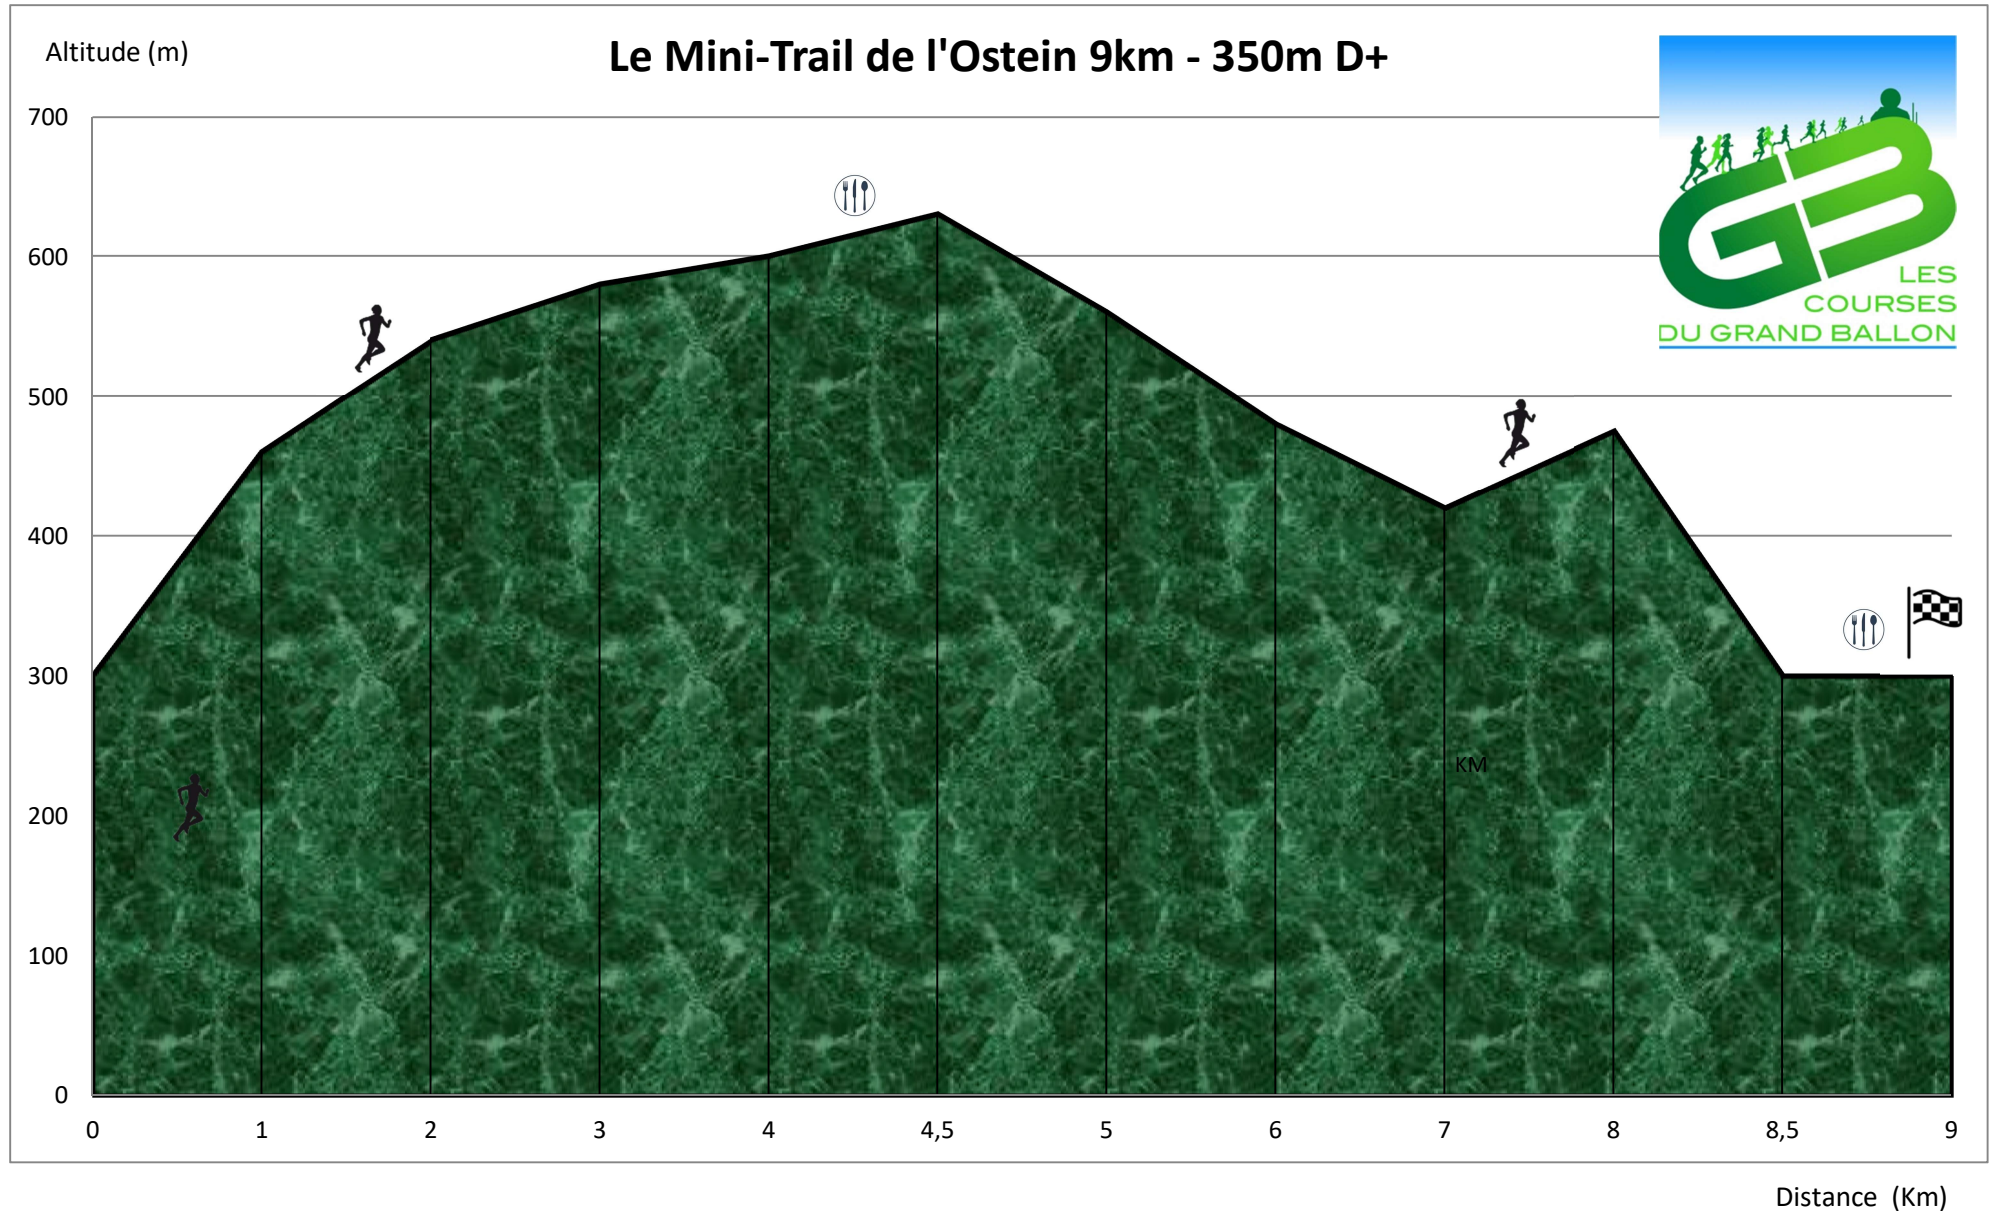 Altitude (m)
Le Mini-Trail de l'Ostein 9km - 350m D+
700
600
500
400
300
200
100
0
LES
COURSES
DU GRAND BALLON
GB
KM
0 1 2 3 4 4,5 5 6 7 8 8,5 9
Distance (Km)